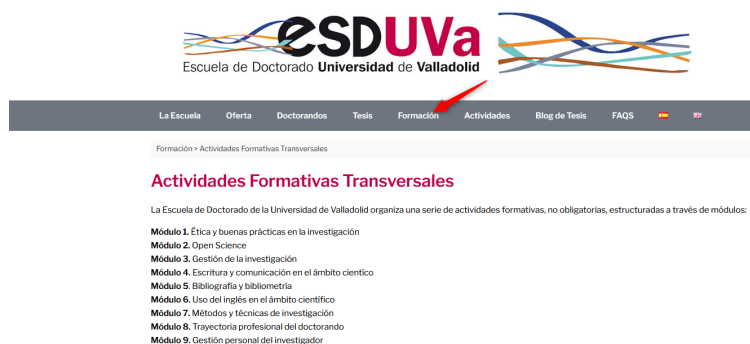 eSDUVa
Escuela de Doctorado Universidad de Valladolid
La Escuela Oferta Doctorandos Tesis Formación Actividades Blog de Tesis FAQS
Formación > Actividades Formativas Transversales
Actividades Formativas Transversales
La Escuela de Doctorado de la Universidad de Valladolid organiza una serie de actividades formativas, no obligatorias, estructuradas a través de módulos:
Módulo 1. Ética y buenas prácticas en la investigación
Módulo 2. Open Science
Módulo 3. Gestión de la investigación
Módulo 4. Escritura y comunicación en el ámbito cientíco
Módulo 5. Bibliografía y bibliometría
Módulo 6. Uso del inglés en el ámbito científico
Módulo 7. Métodos y técnicas de investigación
Módulo 8. Trayectoria profesional del doctorando
Módulo 9. Gestión personal del investigador